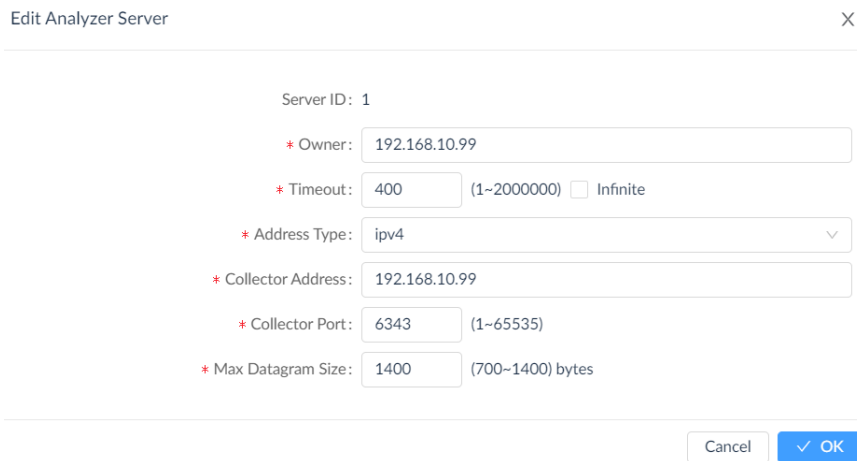 Edit Analyzer Server
Server ID: 1
* Owner: 192.168.10.99
* Timeout: 400 (1~2000000) Infinite
* Address Type: ipv4
* Collector Address: 192.168.10.99
* Collector Port: 6343 (1~65535)
* Max Datagram Size: 1400 (700~1400) bytes
Cancel OK